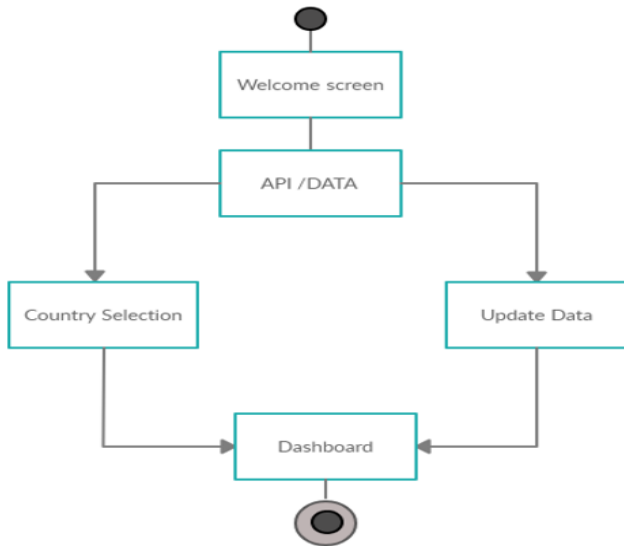 Welcome screen
API /DATA
Country Selection
Update Data
Dashboard